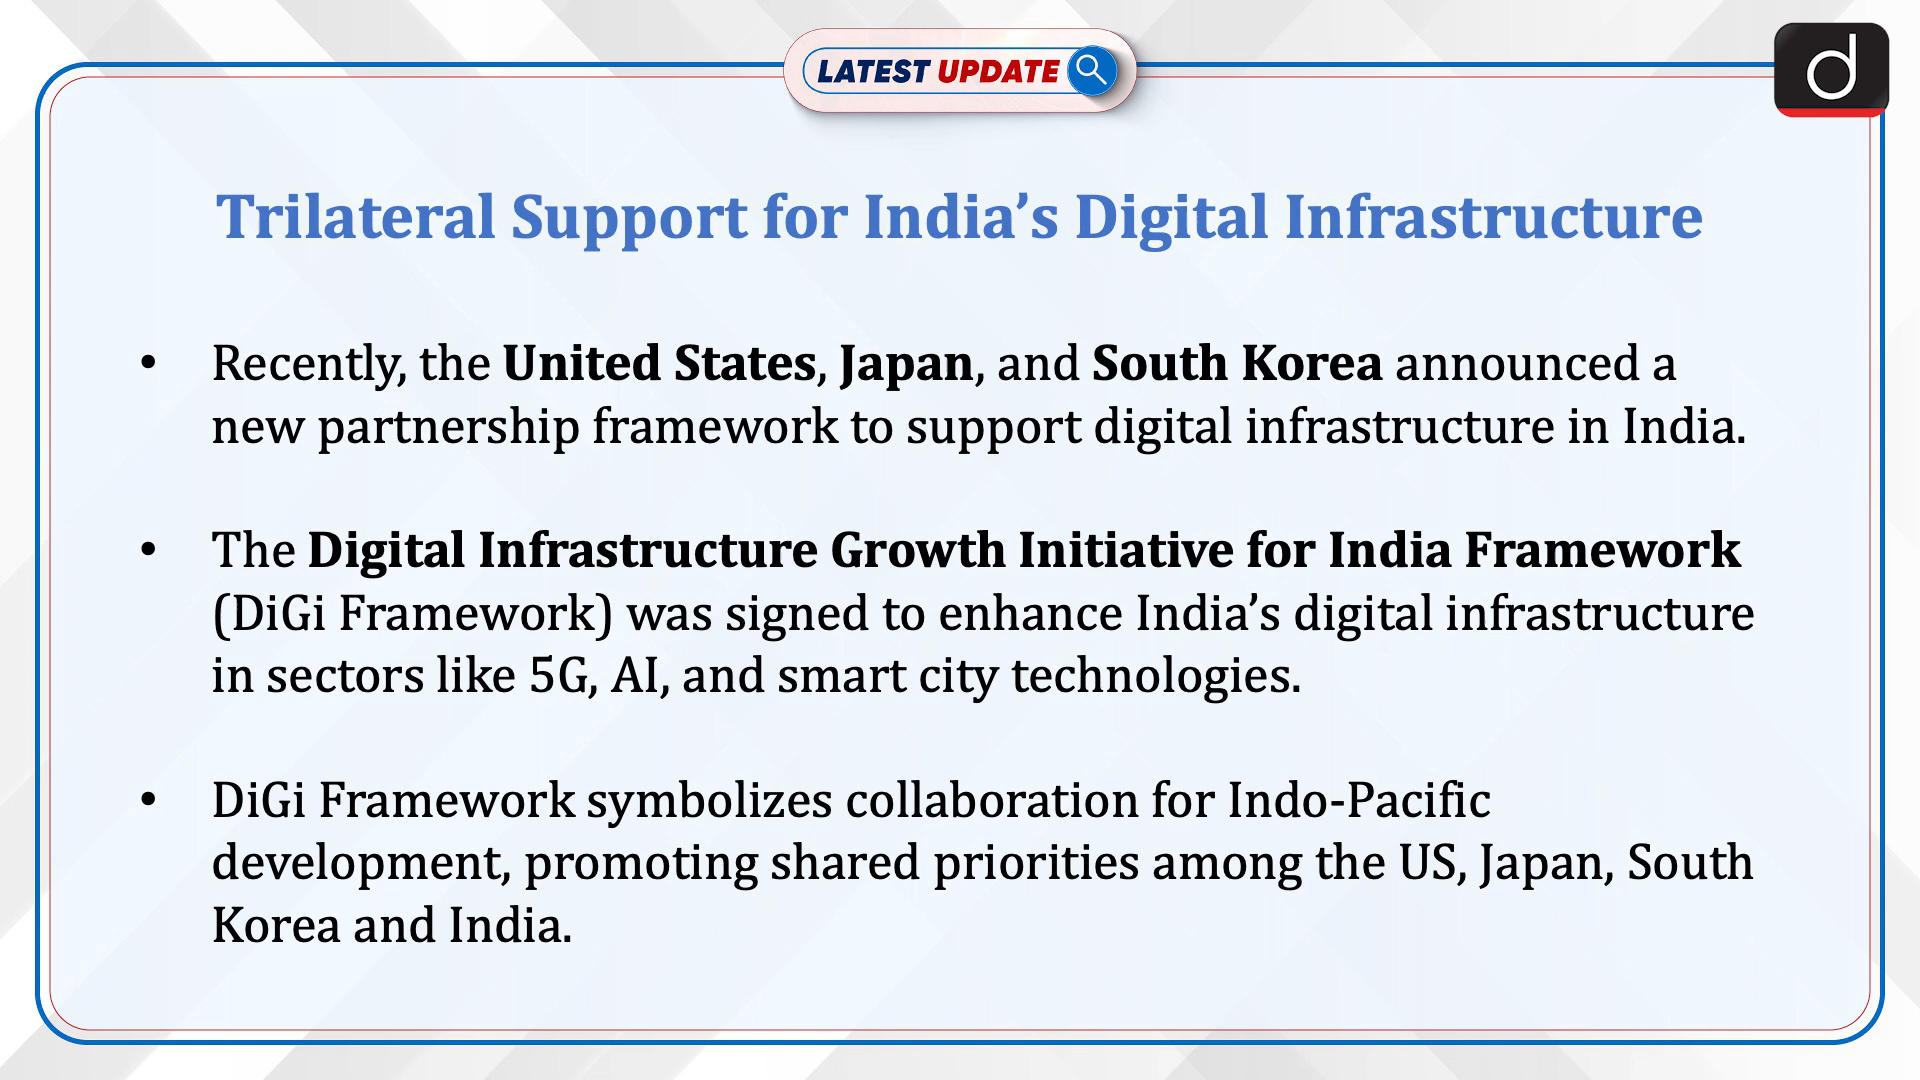 LATEST UPDATE
d
Trilateral Support for India’s Digital Infrastructure
• Recently, the United States, Japan, and South Korea announced a
new partnership framework to support digital infrastructure in India.
• The Digital Infrastructure Growth Initiative for India Framework
(DiGi Framework) was signed to enhance India’s digital infrastructure
in sectors like 5G, AI, and smart city technologies.
• DiGi Framework symbolizes collaboration for Indo-Pacific
development, promoting shared priorities among the US, Japan, South
Korea and India.